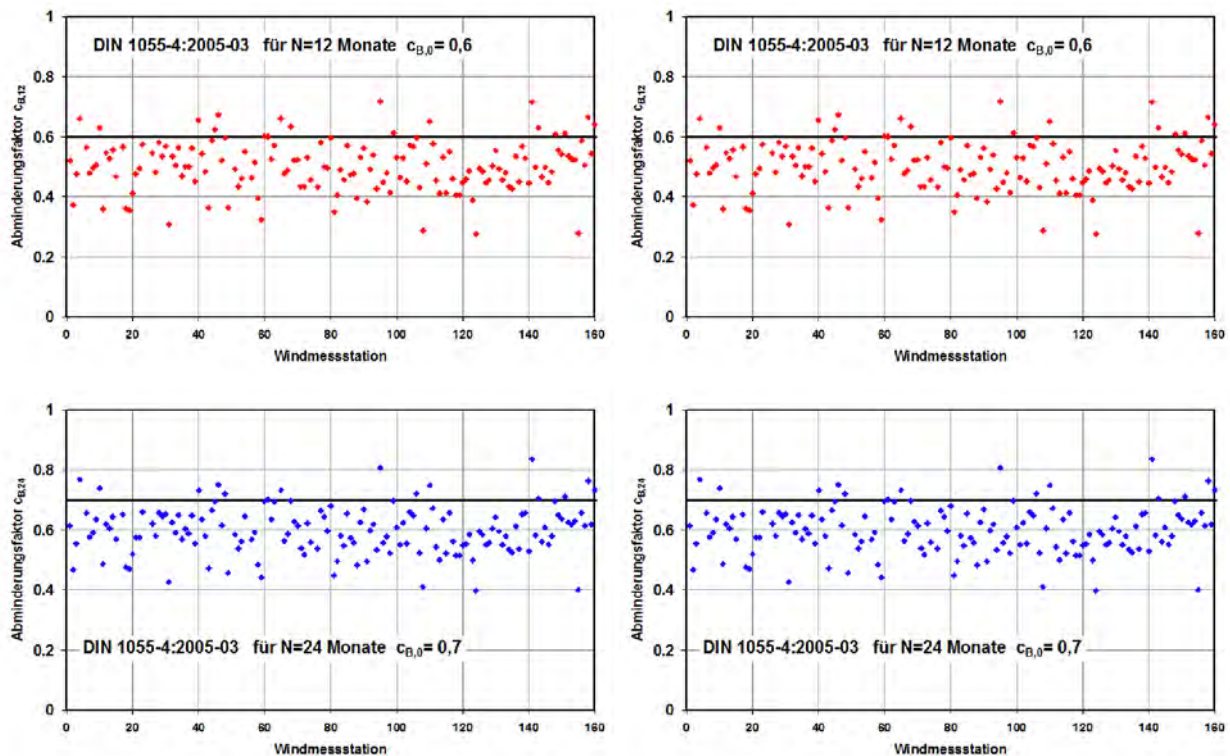 1
DIN 1055-4:2005-03 für N=12 Monate c_B,0 = 0,6
0.8
0.6
0.4
0.2
0
Abminderungsfaktor c_B,12
0 20 40 60 80 100 120 140 160
Windmessstation
1
DIN 1055-4:2005-03 für N=12 Monate c_B,0 = 0,6
0.8
0.6
0.4
0.2
0
Abminderungsfaktor c_B,12
0 20 40 60 80 100 120 140 160
Windmessstation
1
0.8
0.6
0.4
DIN 1055-4:2005-03 für N=24 Monate c_B,0 = 0,7
0.2
0
Abminderungsfaktor c_B,24
0 20 40 60 80 100 120 140 160
Windmessstation
1
0.8
0.6
0.4
DIN 1055-4:2005-03 für N=24 Monate c_B,0 = 0,7
0.2
0
Abminderungsfaktor c_B,24
0 20 40 60 80 100 120 140 160
Windmessstation